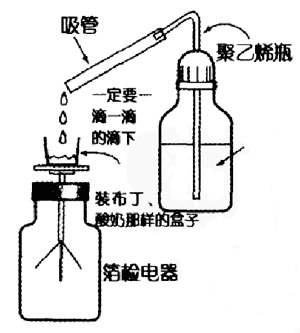 吸管
聚乙烯瓶
一定要一
滴一滴
的滴下
装布丁、
酸奶那样的盒子
箔检电器